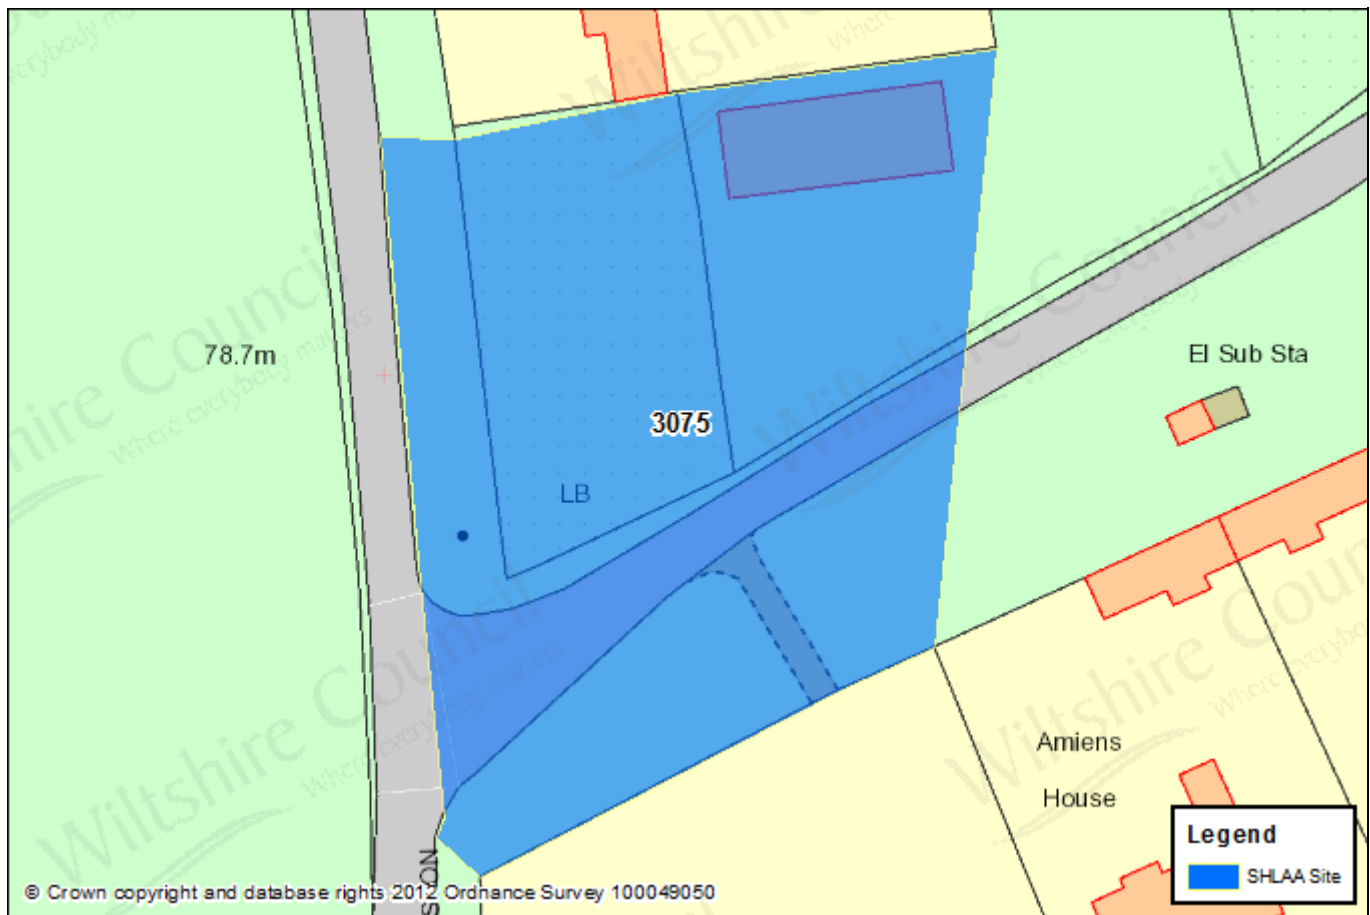 Wiltshire Council
Where everybody matters
78.7m
El Sub Sta
3075
LB
Amiens
House
Legend
SHLAA Site
© Crown copyright and database rights 2012 Ordnance Survey 100049050